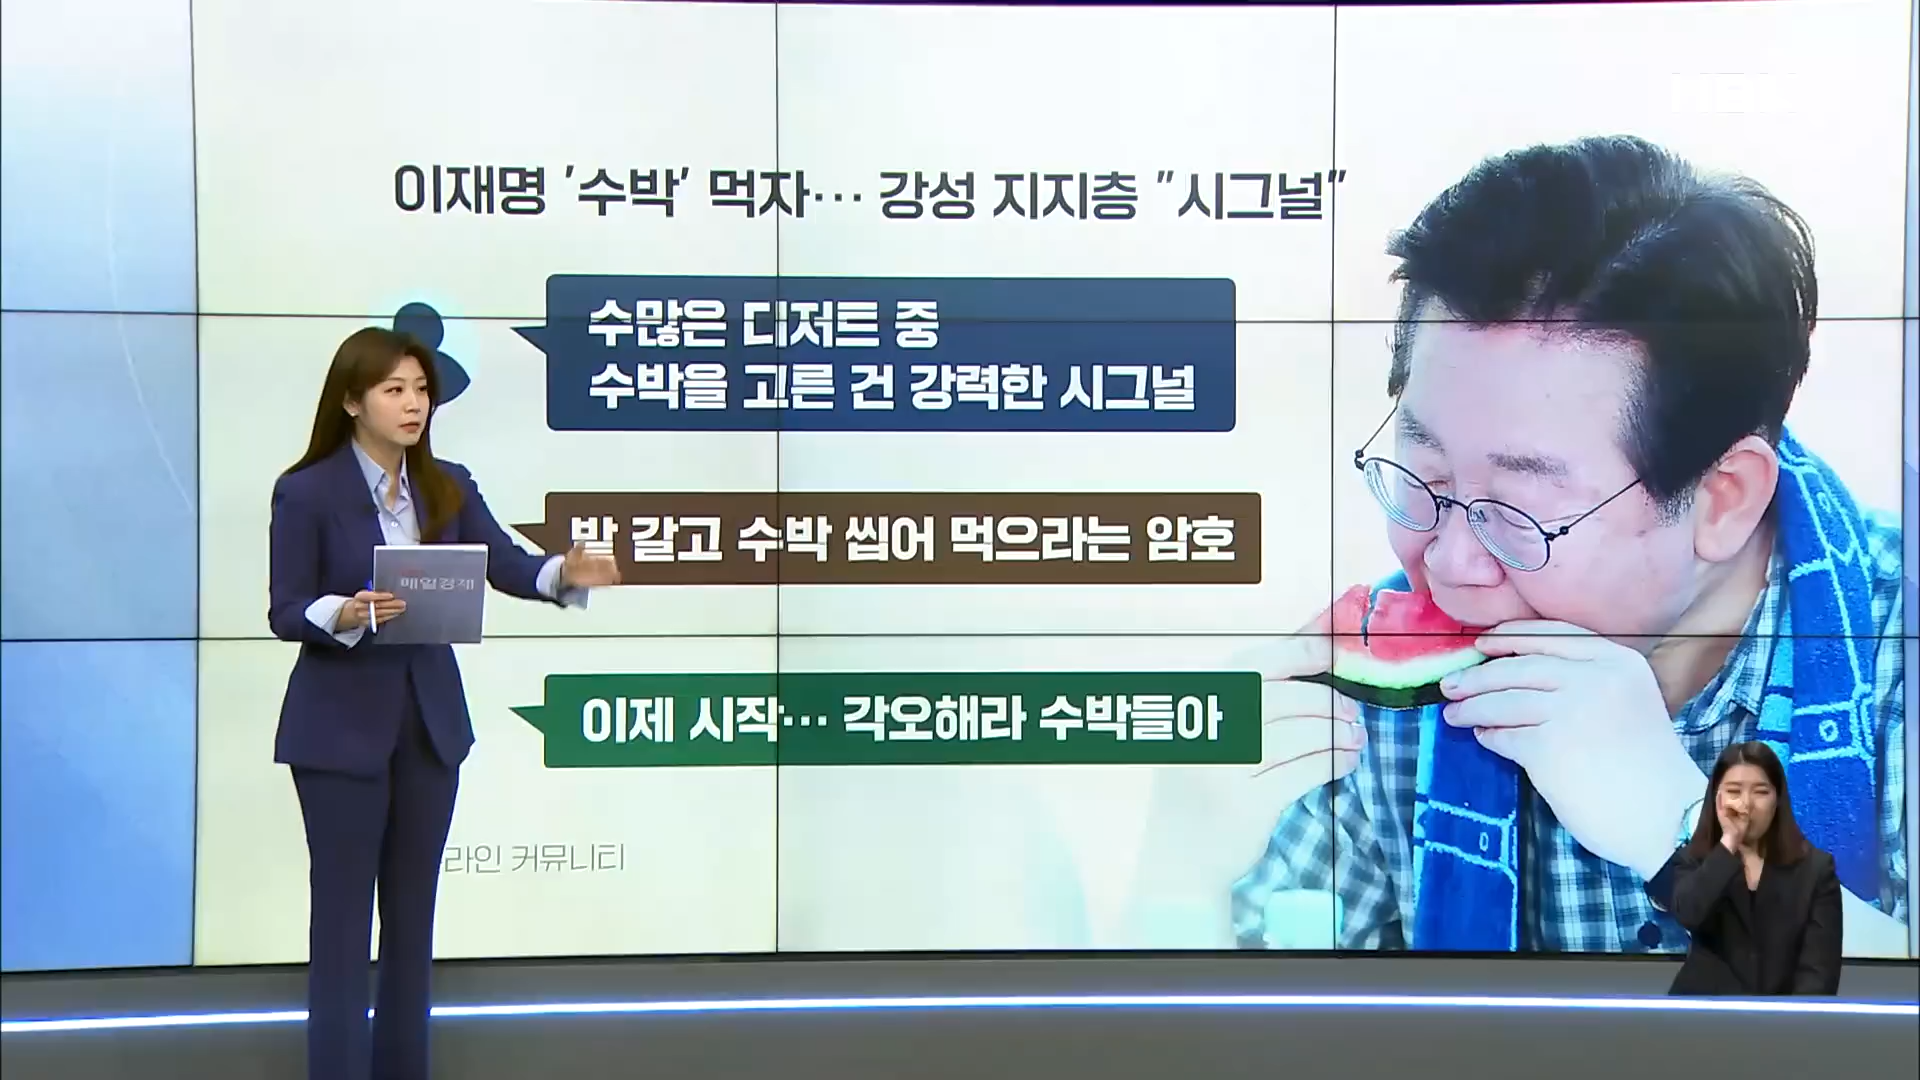 MBN
이재명 '수박' 먹자… 강성 지지층 "시그널"
수많은 디저트 중
수박을 고른 건 강력한 시그널
밭 갈고 수박 씹어 먹으라는 암호
매일경제
이제 시작… 각오해라 수박들아
라인 커뮤니티